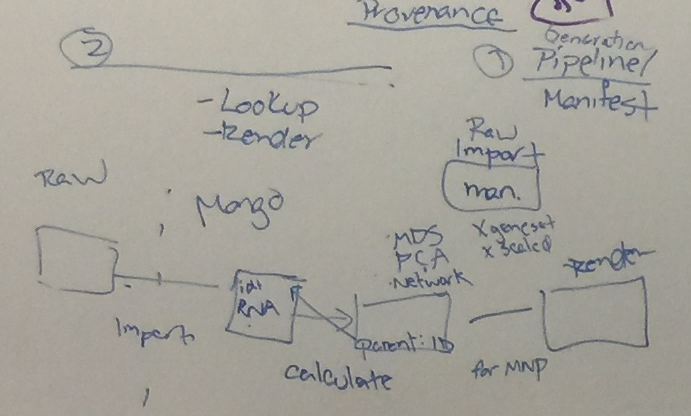 Provenance
2
Generation
1
Pipeline/
Manifest
- Lookup
- Render
Raw
Import
man.
x geneset
x scaled
Raw
Mongo
MDS
PCA
Network
Render
id:
RNA
parent: ID
Import
calculate
for MNP